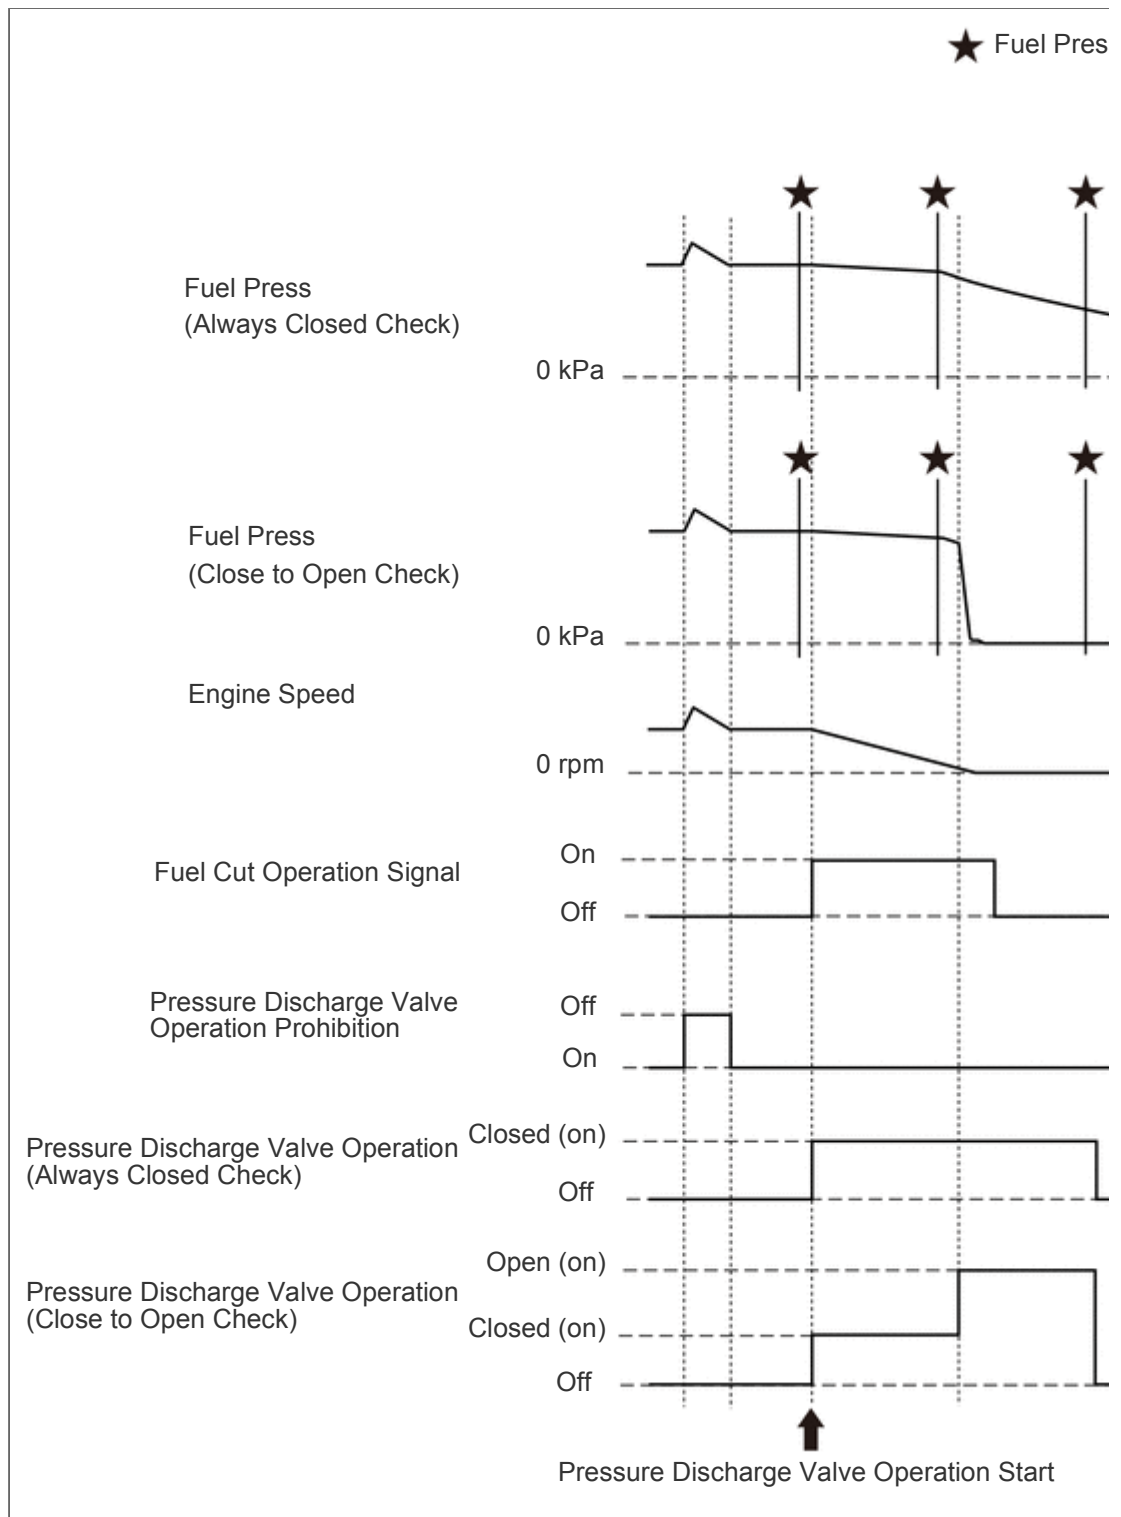 ★ Fuel Pres
Fuel Press
(Always Closed Check)
0 kPa
Fuel Press
(Close to Open Check)
0 kPa
Engine Speed
0 rpm
On
Fuel Cut Operation Signal
Off
Pressure Discharge Valve
Operation Prohibition
Off
On
Closed (on)
Pressure Discharge Valve Operation
(Always Closed Check)
Off
Open (on)
Pressure Discharge Valve Operation
(Close to Open Check)
Closed (on)
Off
Pressure Discharge Valve Operation Start